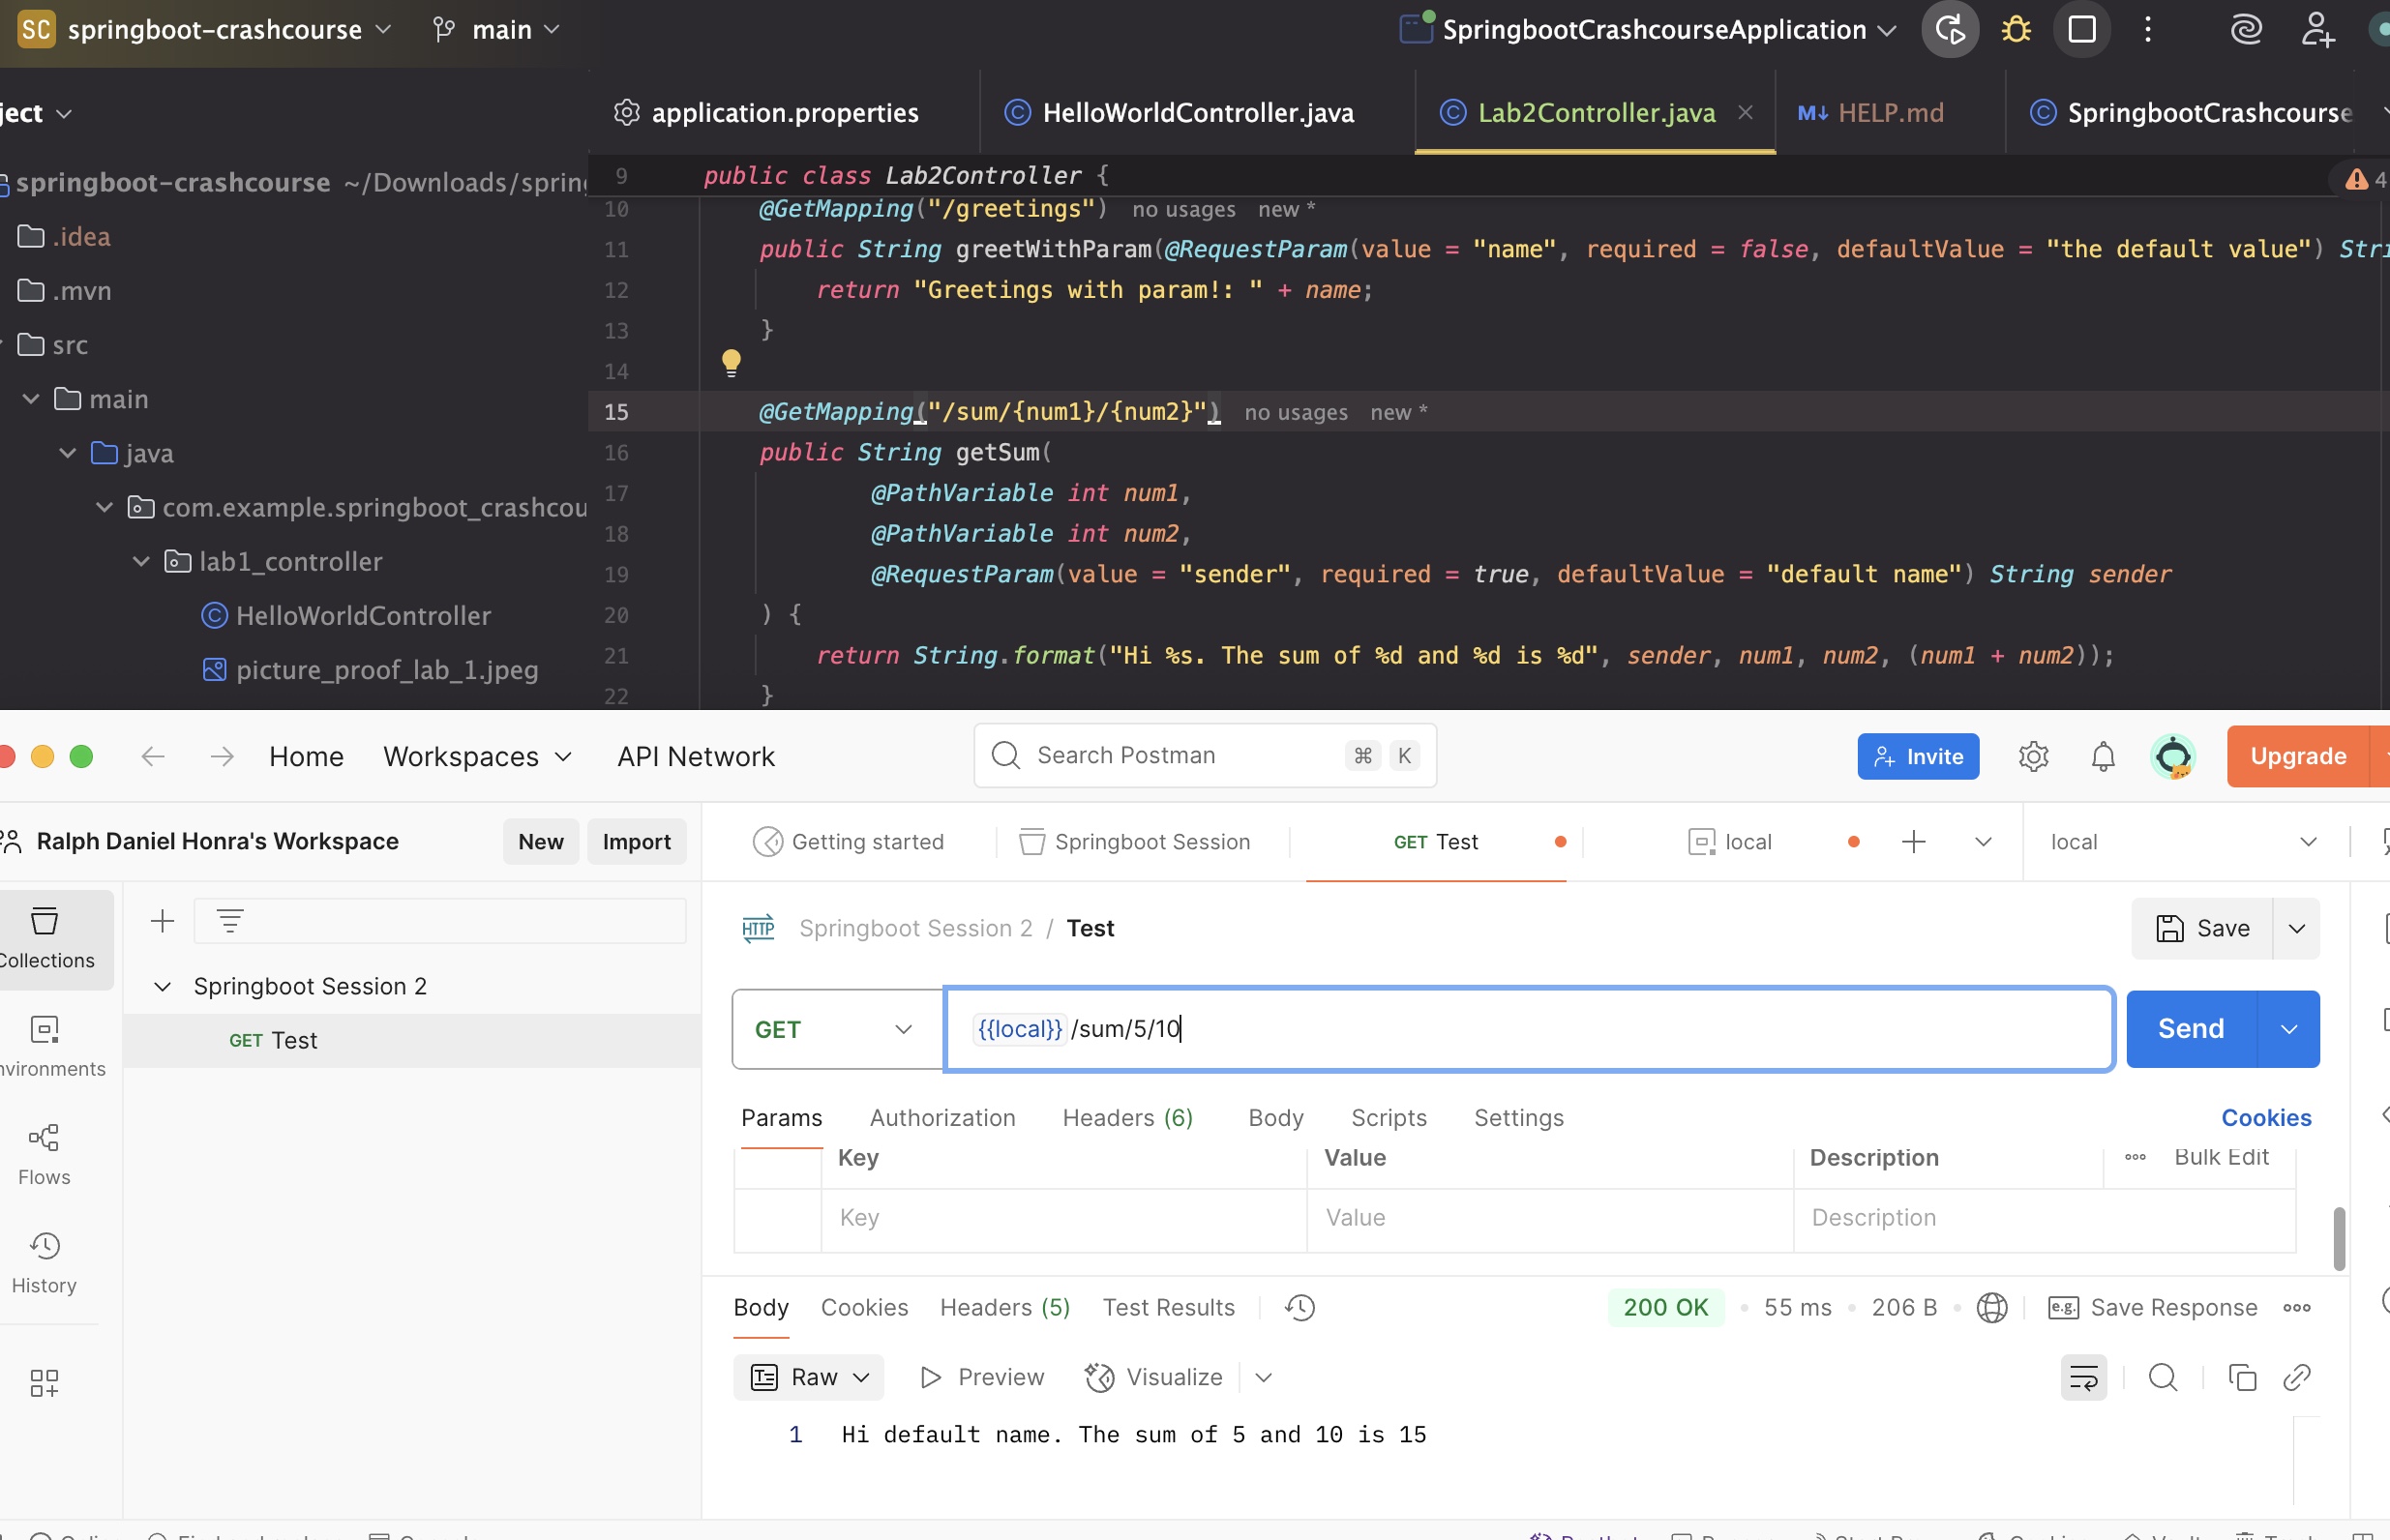 SC springboot-crashcourse main SpringbootCrashcourseApplication
ject application.properties HelloWorldController.java Lab2Controller.java M↓ HELP.md SpringbootCrashcourse
springboot-crashcourse ~/Downloads/spring
.idea
.mvn
src
main
java
com.example.springboot_crashcou
lab1_controller
HelloWorldController
picture_proof_lab_1.jpeg
9 public class Lab2Controller { 4
10 @GetMapping("/greetings") no usages new *
11 public String greetWithParam(@RequestParam(value = "name", required = false, defaultValue = "the default value") Stri
12 return "Greetings with param!: " + name;
13 }
14
15 @GetMapping("/sum/{num1}/{num2}") no usages new *
16 public String getSum(
17 @PathVariable int num1,
18 @PathVariable int num2,
19 @RequestParam(value = "sender", required = true, defaultValue = "default name") String sender
20 ) {
21 return String.format("Hi %s. The sum of %d and %d is %d", sender, num1, num2, (num1 + num2));
22 }
Home Workspaces API Network Search Postman ⌘ K Invite Upgrade
Ralph Daniel Honra's Workspace New Import Getting started Springboot Session GET Test local local
Collections
nvironments
Flows
History
Springboot Session 2
GET Test
HTTP Springboot Session 2 / Test Save
GET {{local}} /sum/5/10 Send
Params Authorization Headers (6) Body Scripts Settings Cookies
Key Value Description Bulk Edit
Key Value Description
Body Cookies Headers (5) Test Results 200 OK 55 ms 206 B e.g. Save Response
Raw Preview Visualize
1 Hi default name. The sum of 5 and 10 is 15